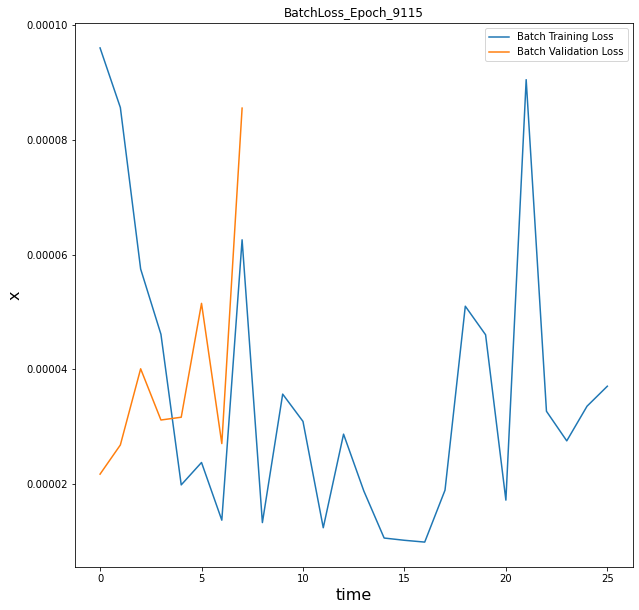 BatchLoss_Epoch_9115
Batch Training Loss
Batch Validation Loss
0.00010
0.00008
0.00006
0.00004
0.00002
x
0
5
10
15
20
25
time